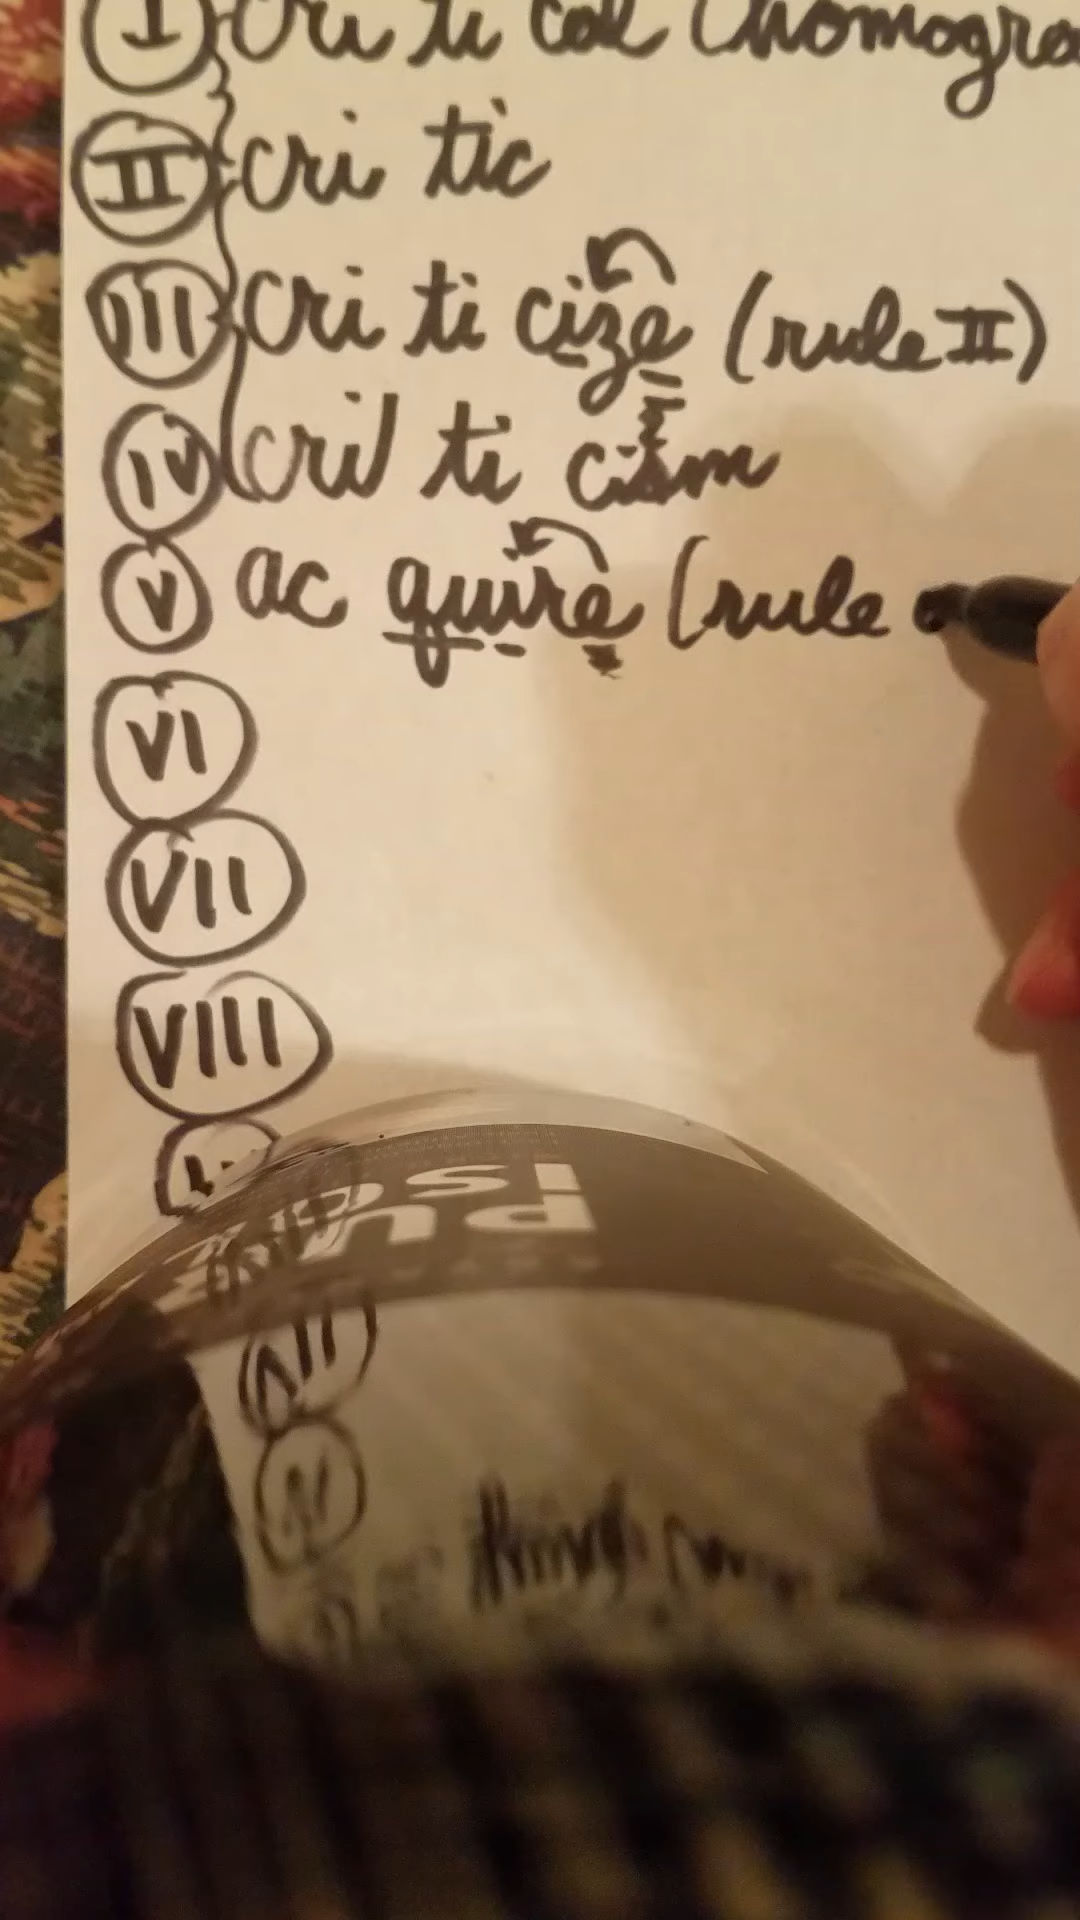 I cri ti cal (homogra
II cri tic
III cri ti cize (rule II)
IV cri ti cism
V ac quire (rule
VI
VII
VIII